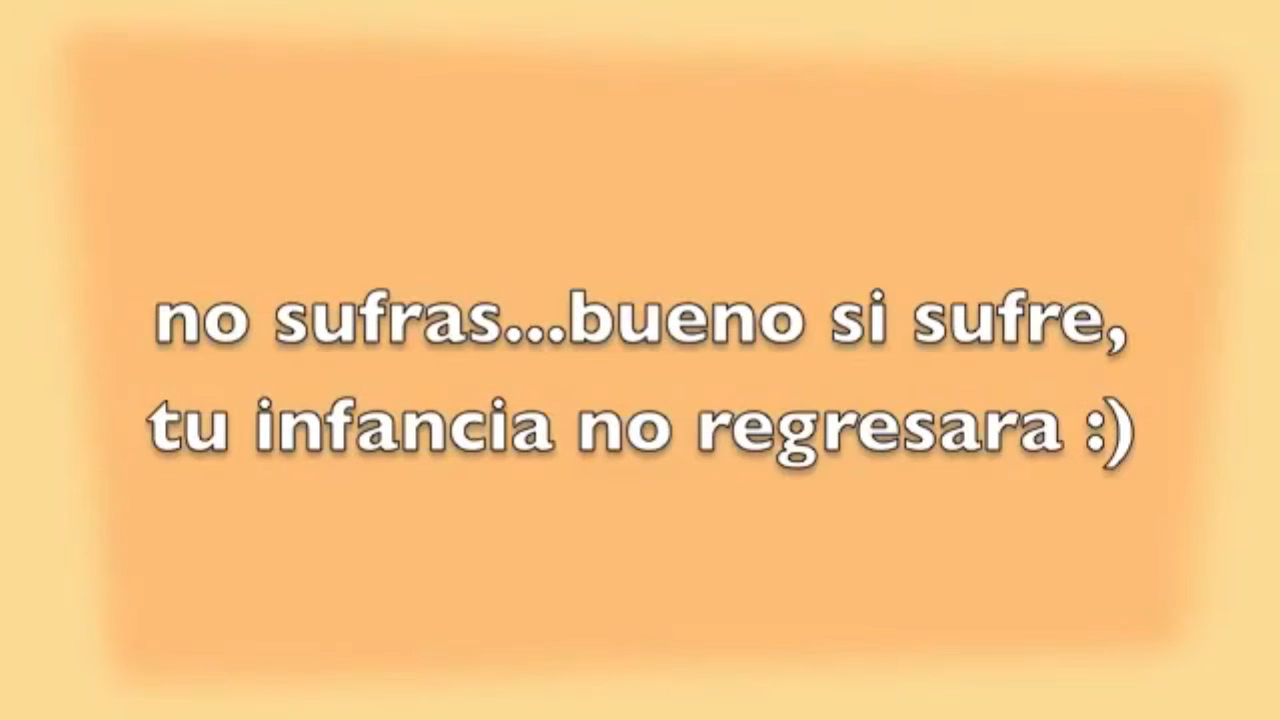 no sufras...bueno si sufre,
tu infancia no regresara :)